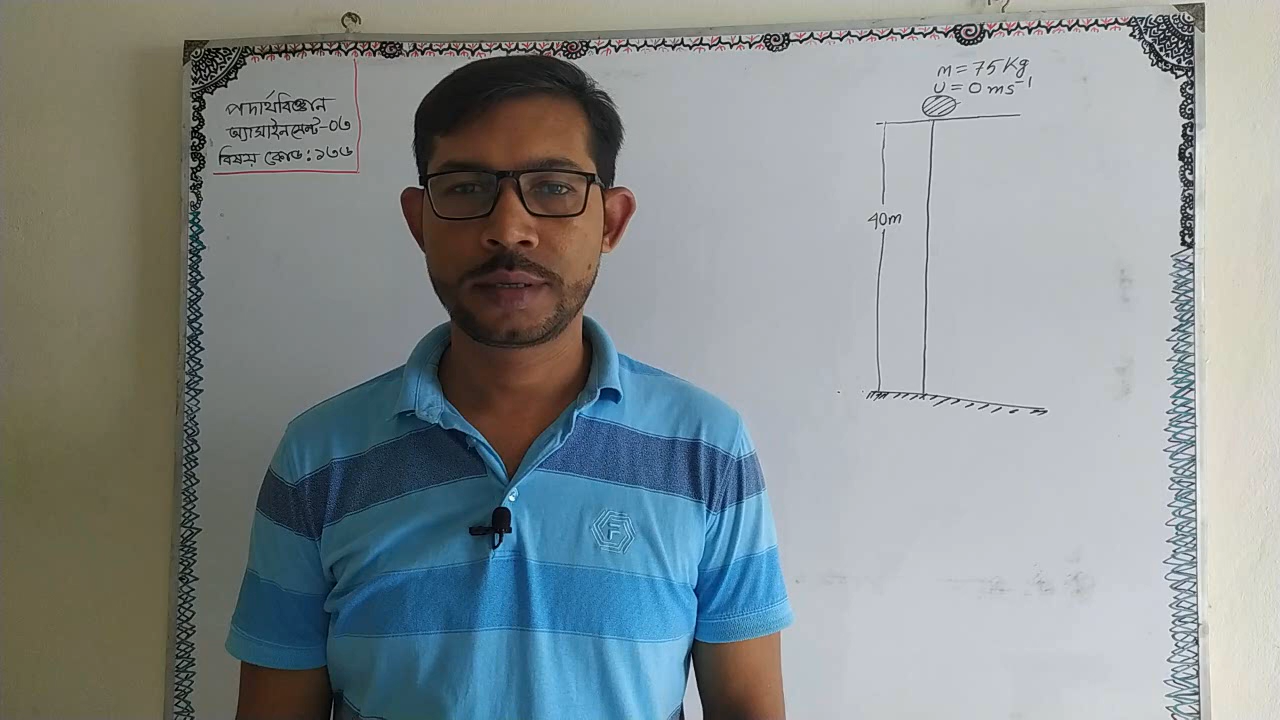 পদার্থবিজ্ঞান
অ্যাসাইনমেন্ট-০৩
বিষয় কোড: ১৩৬
m = 75 Kg
u = 0 ms⁻¹
40m
F